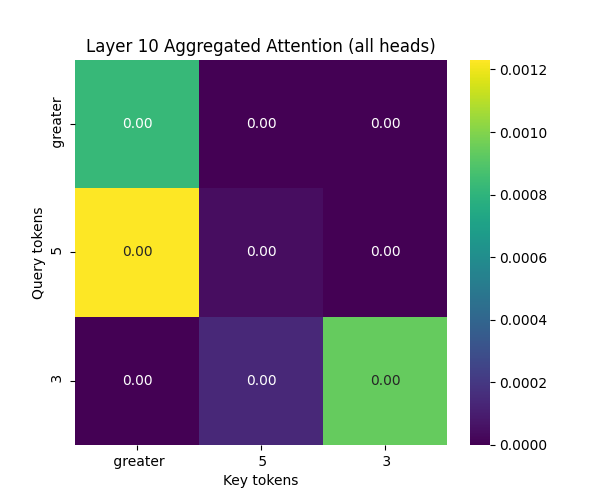 Layer 10 Aggregated Attention (all heads)
greater
5
3
Query tokens
0.00 0.00 0.00
0.00 0.00 0.00
0.00 0.00 0.00
greater 5 3
Key tokens
0.0012
0.0010
0.0008
0.0006
0.0004
0.0002
0.0000